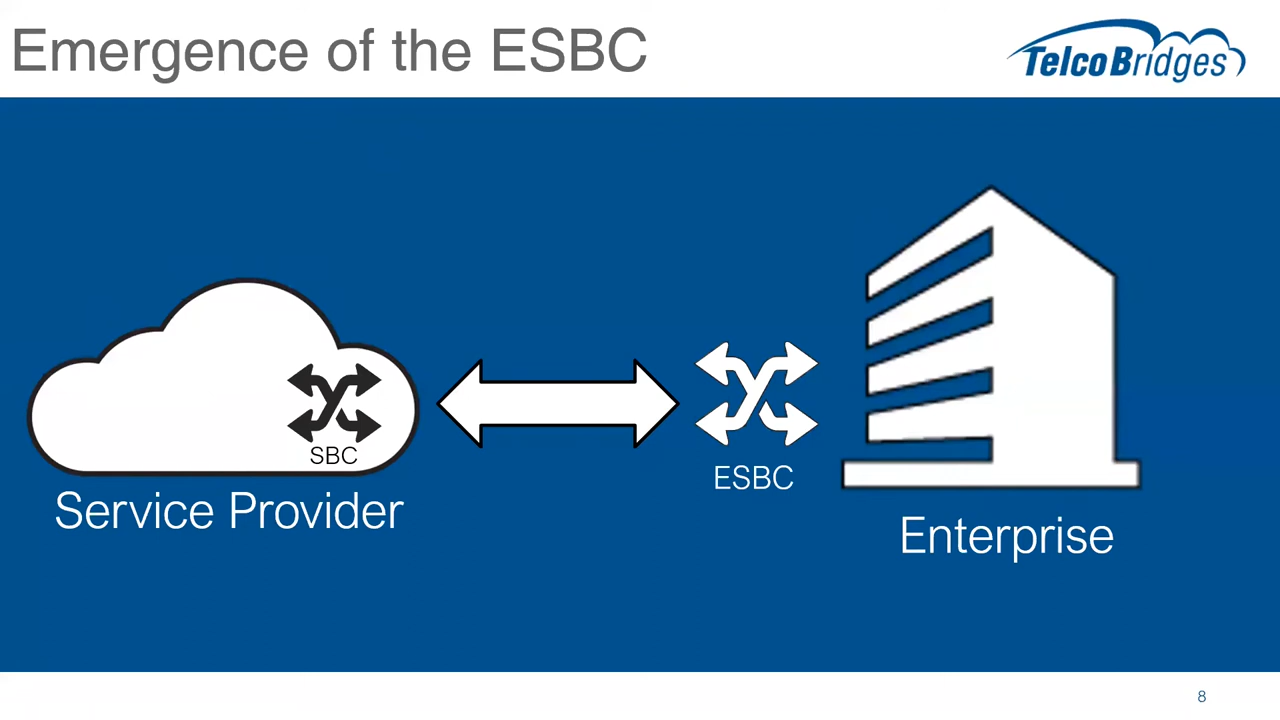 Emergence of the ESBC
TelcoBridges
SBC
ESBC
Service Provider
Enterprise
8